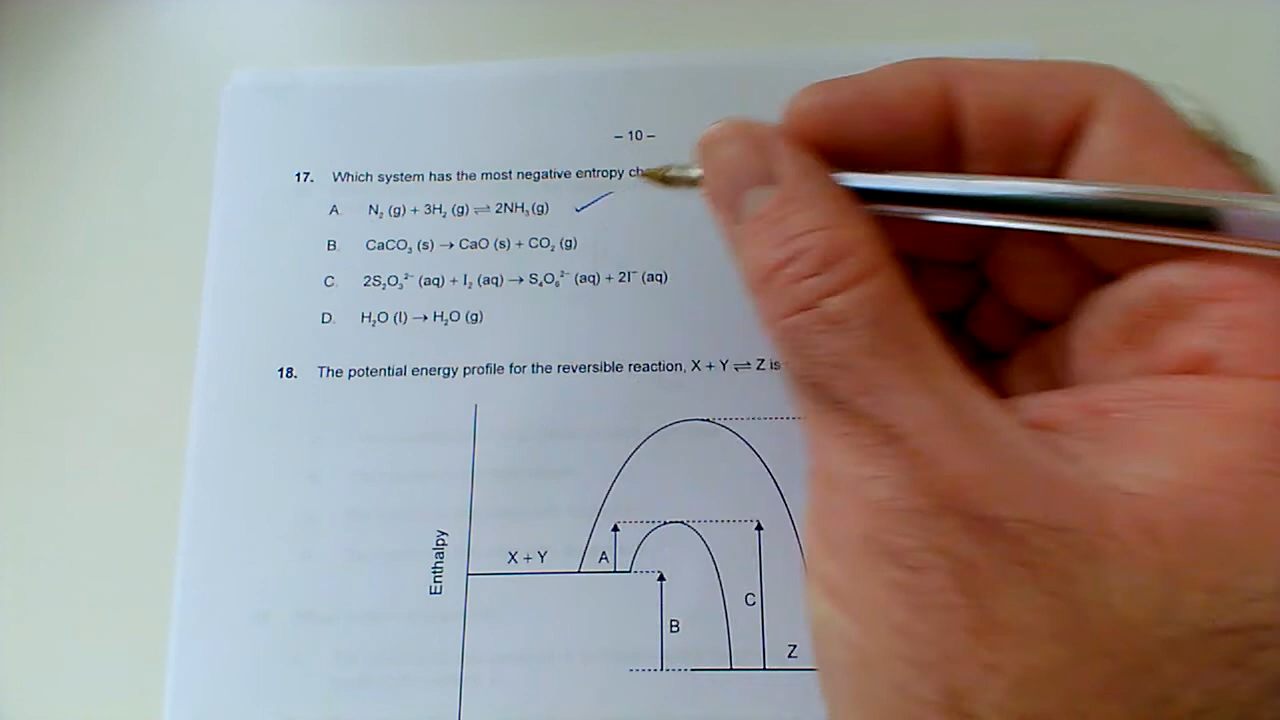 – 10 –
17. Which system has the most negative entropy
A. N₂ (g) + 3H₂ (g) ⇌ 2NH₃ (g)
B. CaCO₃ (s) → CaO (s) + CO₂ (g)
C. 2S₂O₃²⁻ (aq) + I₂ (aq) → S₄O₆²⁻ (aq) + 2I⁻ (aq)
D. H₂O (l) → H₂O (g)
18. The potential energy profile for the reversible reaction, X + Y ⇌ Z is
Enthalpy
X + Y
A
B
C
Z